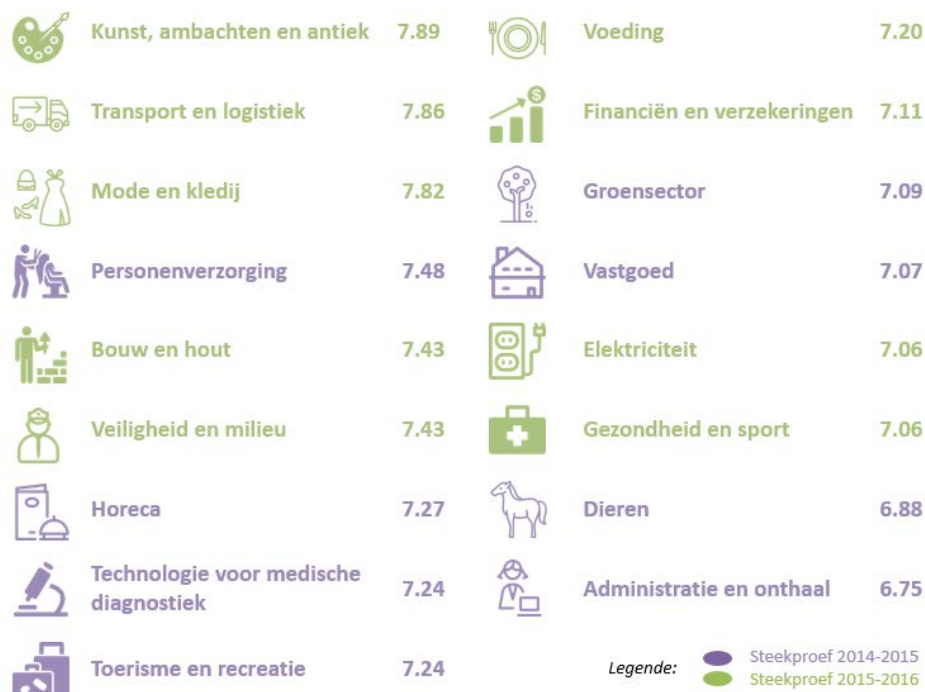 Kunst, ambachten en antiek 7.89
Transport en logistiek 7.86
Mode en kledij 7.82
Personenverzorging 7.48
Bouw en hout 7.43
Veiligheid en milieu 7.43
Horeca 7.27
Technologie voor medische
diagnostiek 7.24
Toerisme en recreatie 7.24
Voeding 7.20
Financiën en verzekeringen 7.11
Groensector 7.09
Vastgoed 7.07
Elektriciteit 7.06
Gezondheid en sport 7.06
Dieren 6.88
Administratie en onthaal 6.75
Legende:
Steekproef 2014-2015
Steekproef 2015-2016